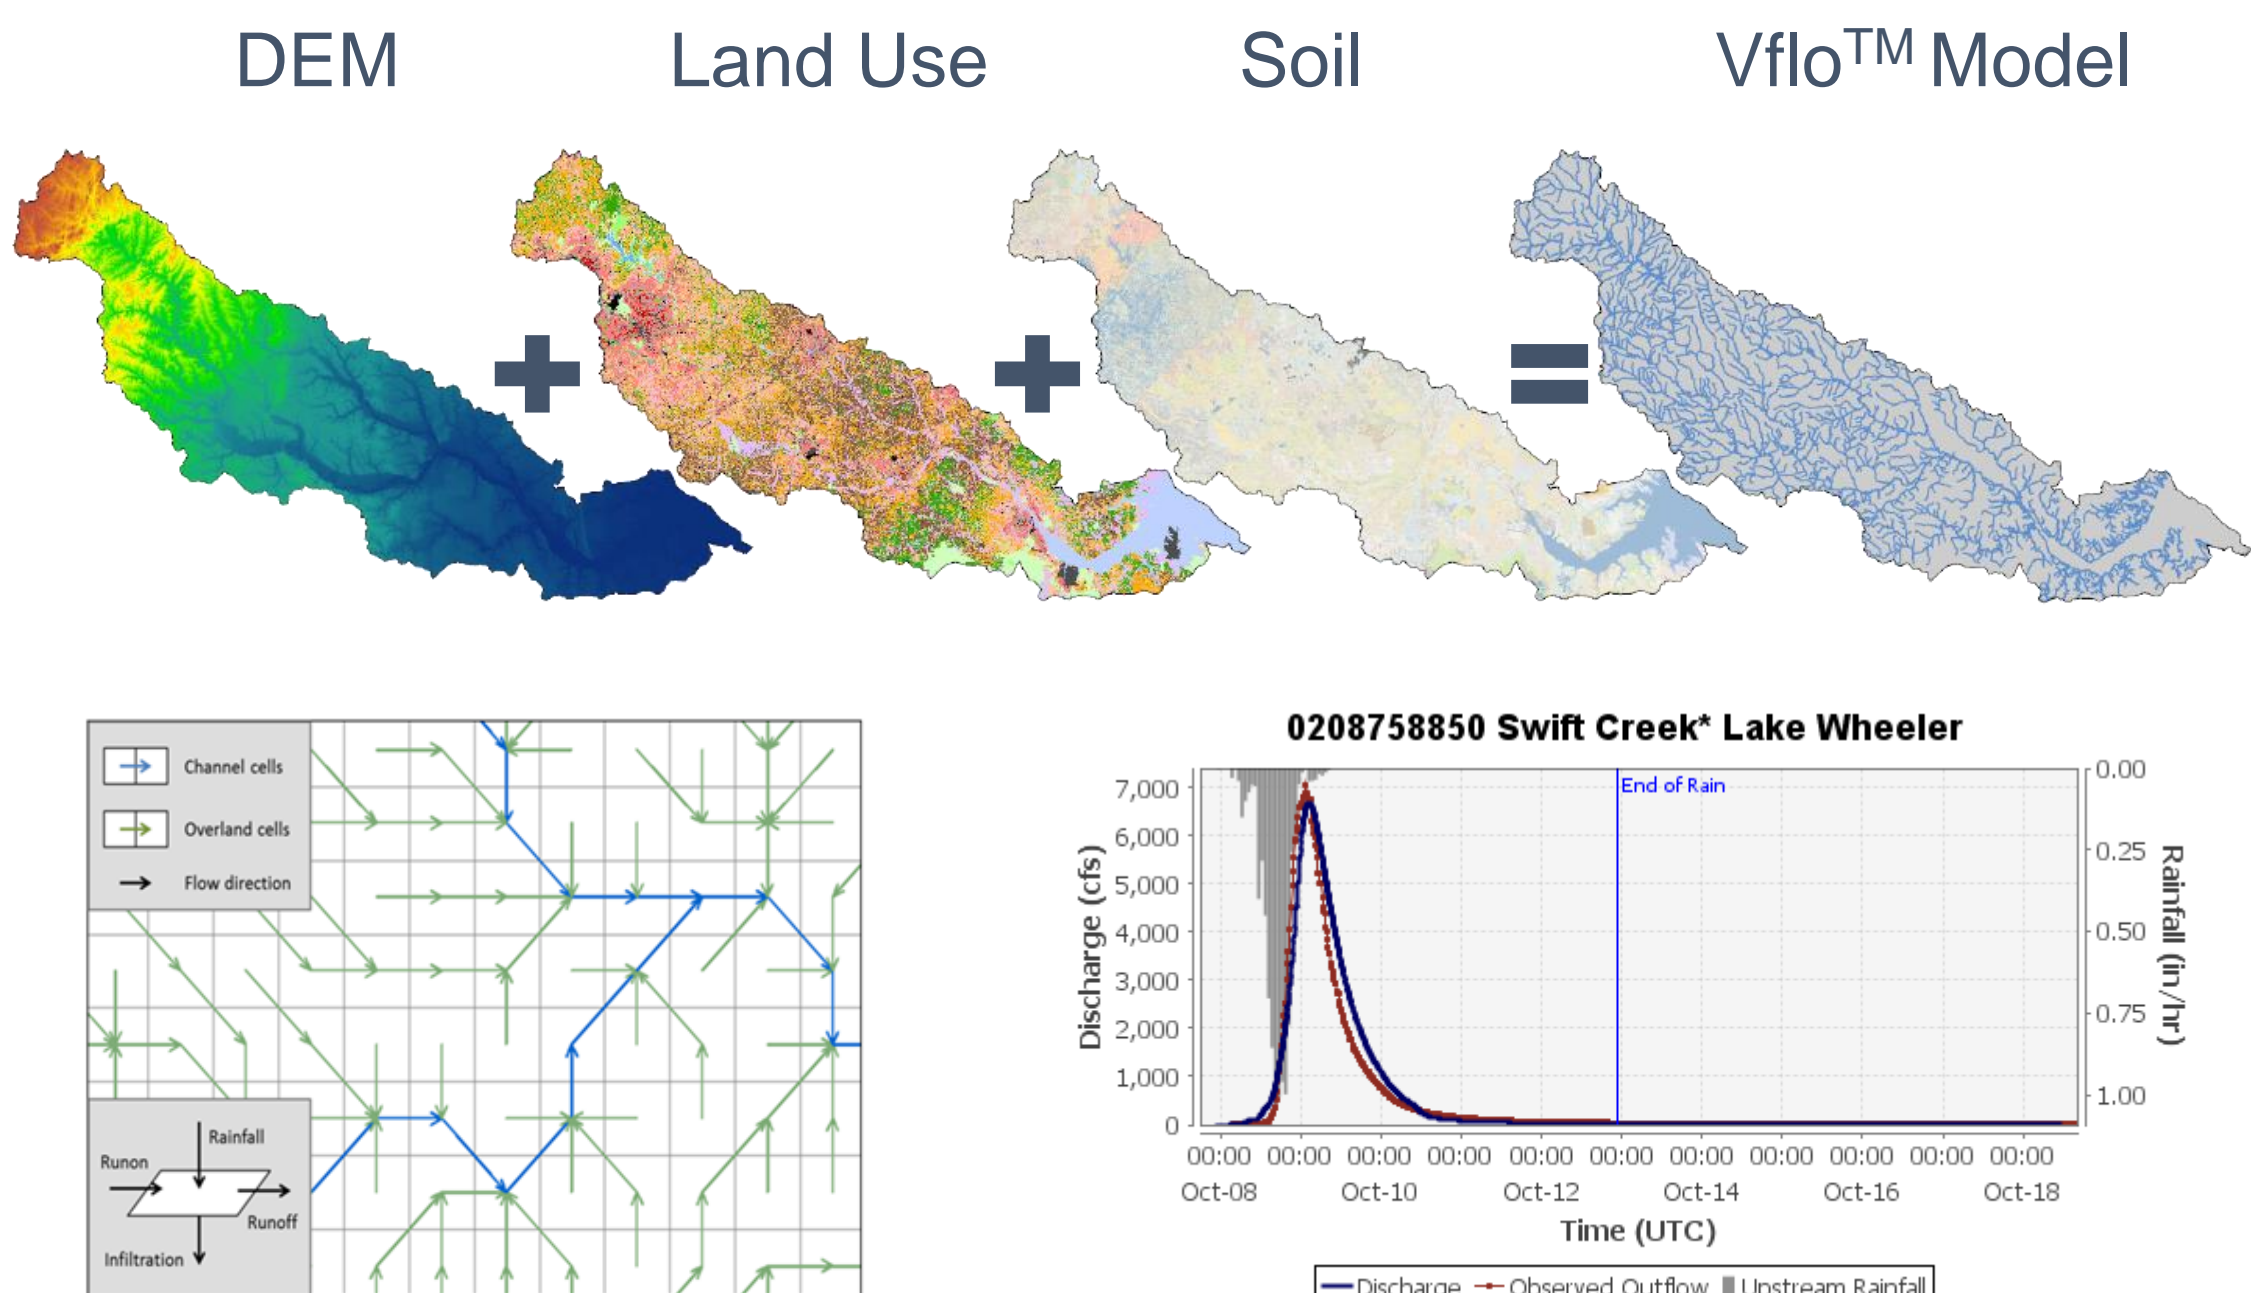 DEM
Land Use
Soil
Vflo™ Model
Channel cells
Overland cells
Flow direction
Rainfall
Runon
Runoff
Infiltration
0208758850 Swift Creek* Lake Wheeler
End of Rain
Discharge (cfs)
7,000
6,000
5,000
4,000
3,000
2,000
1,000
0
0.00
0.25
0.50
0.75
1.00
Rainfall (in/hr)
00:00 00:00 00:00 00:00 00:00 00:00 00:00 00:00 00:00 00:00 00:00
Oct-08 Oct-10 Oct-12 Oct-14 Oct-16 Oct-18
Time (UTC)
Discharge Observed Outflow Upstream Rainfall